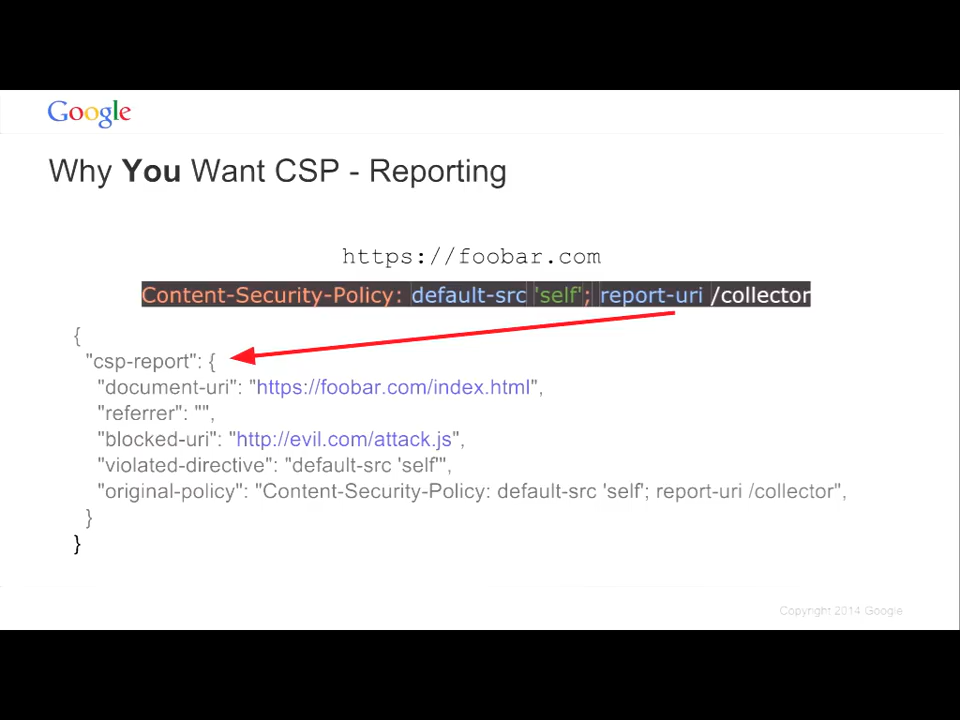 Google
Why You Want CSP - Reporting
https://foobar.com
Content-Security-Policy: default-src 'self'; report-uri /collector
{
"csp-report": {
"document-uri": "https://foobar.com/index.html",
"referrer": "",
"blocked-uri": "http://evil.com/attack.js",
"violated-directive": "default-src 'self'",
"original-policy": "Content-Security-Policy: default-src 'self'; report-uri /collector",
}
}
Copyright 2014 Google